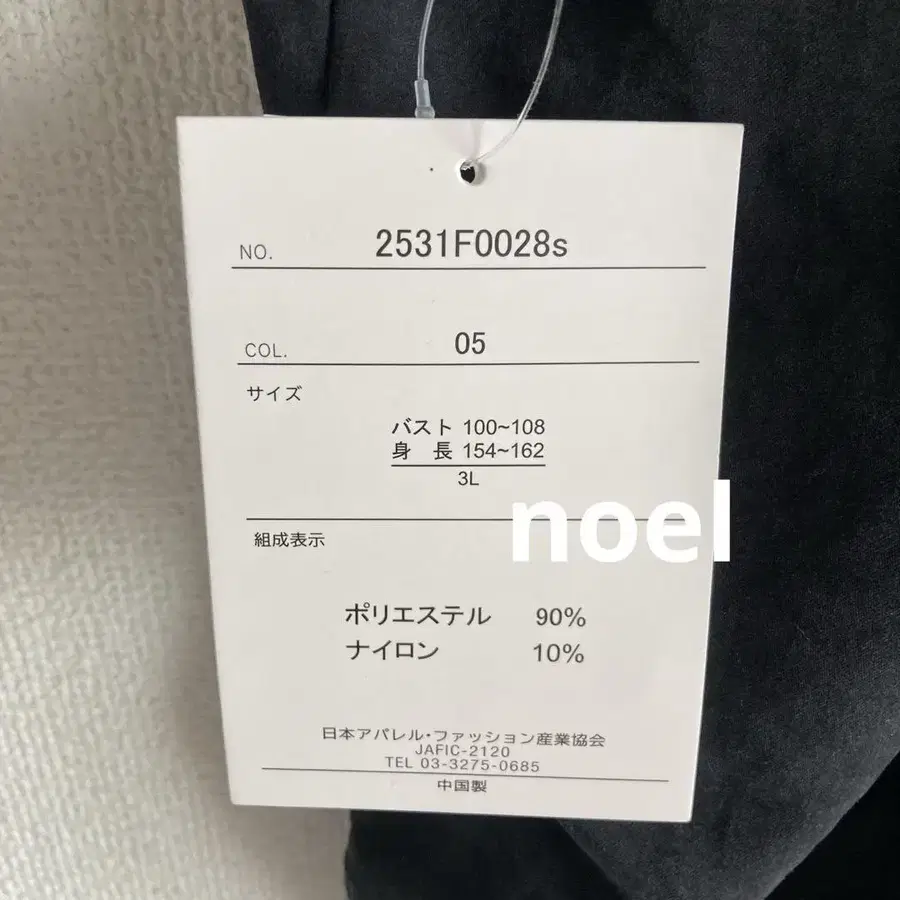 NO. 2531F0028s
COL. 05
サイズ
バスト 100~108
身 長 154~162
3L
noel
組成表示
ポリエステル 90%
ナイロン 10%
日本アパレル・ファッション産業協会
JAFIC-2120
TEL 03-3275-0685
中国製